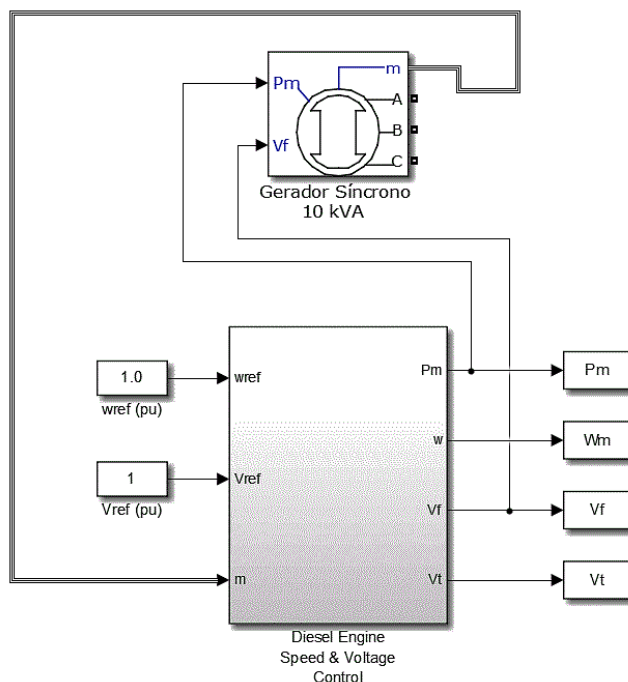 m
Pm
A
Vf
B
C
Gerador Síncrono
10 kVA
1.0
wref (pu)
wref
Pm
Pm
w
Wm
1
Vref (pu)
Vref
Vf
Vf
m
Vt
Vt
Diesel Engine
Speed & Voltage
Control